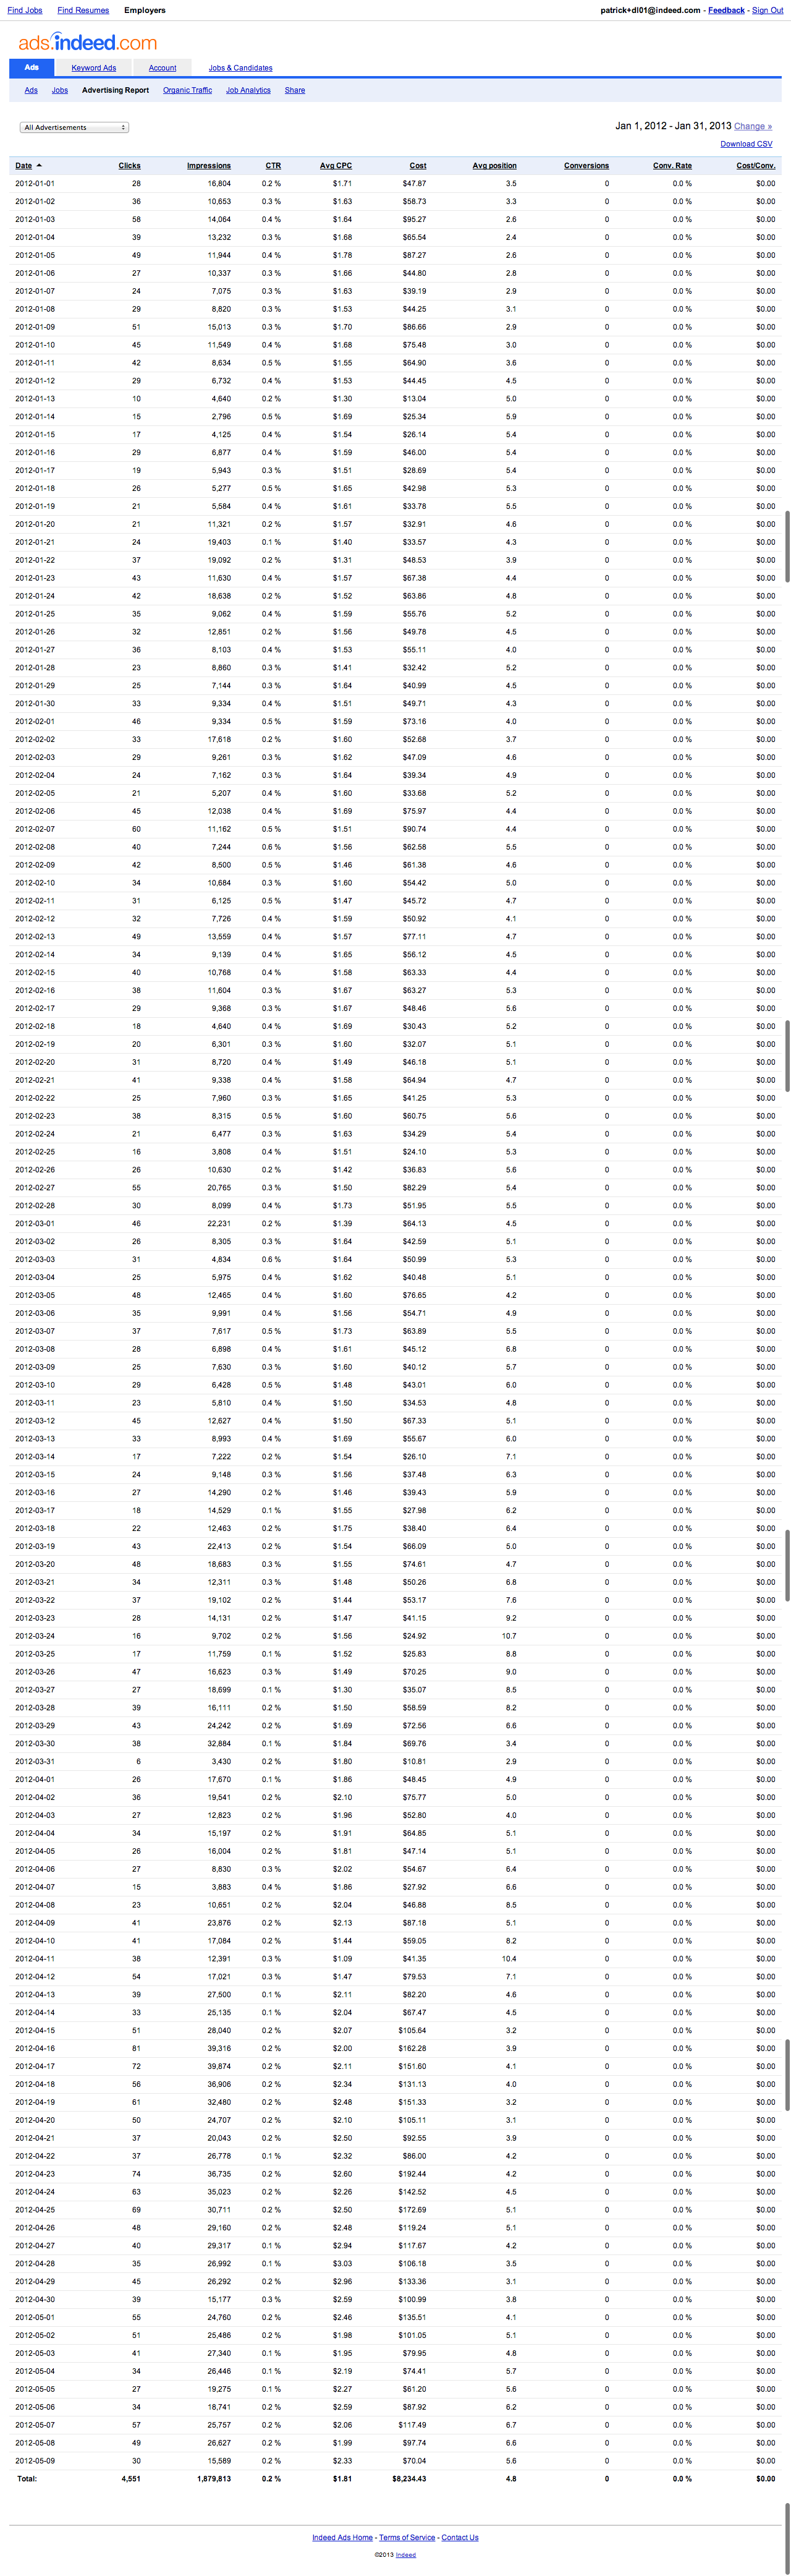 Find Jobs Find Resumes Employers patrick+dl01@indeed.com - Feedback - Sign Out
ads.indeed.com
Ads Keyword Ads Account Jobs & Candidates
Ads Jobs Advertising Report Organic Traffic Job Analytics Share
All Advertisements Jan 1, 2012 - Jan 31, 2013 Change »
Download CSV
Date Clicks Impressions CTR Avg CPC Cost Avg position Conversions Conv. Rate Cost/Conv.
2012-01-01 28 16,804 0.2 % $1.71 $47.87 3.5 0 0.0 % $0.00
2012-01-02 36 10,653 0.3 % $1.63 $58.73 3.3 0 0.0 % $0.00
2012-01-03 58 14,064 0.4 % $1.64 $95.27 2.6 0 0.0 % $0.00
2012-01-04 39 13,232 0.3 % $1.68 $65.54 2.4 0 0.0 % $0.00
2012-01-05 49 11,944 0.4 % $1.78 $87.27 2.6 0 0.0 % $0.00
2012-01-06 27 10,337 0.3 % $1.66 $44.80 2.8 0 0.0 % $0.00
2012-01-07 24 7,075 0.3 % $1.63 $39.19 2.9 0 0.0 % $0.00
2012-01-08 29 8,820 0.3 % $1.53 $44.25 3.1 0 0.0 % $0.00
2012-01-09 51 15,013 0.3 % $1.70 $86.66 2.9 0 0.0 % $0.00
2012-01-10 45 11,549 0.4 % $1.68 $75.48 3.0 0 0.0 % $0.00
2012-01-11 42 8,634 0.5 % $1.55 $64.90 3.6 0 0.0 % $0.00
2012-01-12 29 6,732 0.4 % $1.53 $44.45 4.5 0 0.0 % $0.00
2012-01-13 10 4,640 0.2 % $1.30 $13.04 5.0 0 0.0 % $0.00
2012-01-14 15 2,796 0.5 % $1.69 $25.34 5.9 0 0.0 % $0.00
2012-01-15 17 4,125 0.4 % $1.54 $26.14 5.4 0 0.0 % $0.00
2012-01-16 29 6,877 0.4 % $1.59 $46.00 5.4 0 0.0 % $0.00
2012-01-17 19 5,943 0.3 % $1.51 $28.69 5.4 0 0.0 % $0.00
2012-01-18 26 5,277 0.5 % $1.65 $42.98 5.3 0 0.0 % $0.00
2012-01-19 21 5,584 0.4 % $1.61 $33.78 5.5 0 0.0 % $0.00
2012-01-20 21 11,321 0.2 % $1.57 $32.91 4.6 0 0.0 % $0.00
2012-01-21 24 19,403 0.1 % $1.40 $33.57 4.3 0 0.0 % $0.00
2012-01-22 37 19,092 0.2 % $1.31 $48.53 3.9 0 0.0 % $0.00
2012-01-23 43 11,630 0.4 % $1.57 $67.38 4.4 0 0.0 % $0.00
2012-01-24 42 18,638 0.2 % $1.52 $63.86 4.8 0 0.0 % $0.00
2012-01-25 35 9,062 0.4 % $1.59 $55.76 5.2 0 0.0 % $0.00
2012-01-26 32 12,851 0.2 % $1.56 $49.78 4.5 0 0.0 % $0.00
2012-01-27 36 8,103 0.4 % $1.53 $55.11 4.0 0 0.0 % $0.00
2012-01-28 23 8,860 0.3 % $1.41 $32.42 5.2 0 0.0 % $0.00
2012-01-29 25 7,144 0.3 % $1.64 $40.99 4.5 0 0.0 % $0.00
2012-01-30 33 9,334 0.4 % $1.51 $49.71 4.3 0 0.0 % $0.00
2012-02-01 46 9,334 0.5 % $1.59 $73.16 4.0 0 0.0 % $0.00
2012-02-02 33 17,618 0.2 % $1.60 $52.68 3.7 0 0.0 % $0.00
2012-02-03 29 9,261 0.3 % $1.62 $47.09 4.6 0 0.0 % $0.00
2012-02-04 24 7,162 0.3 % $1.64 $39.34 4.9 0 0.0 % $0.00
2012-02-05 21 5,207 0.4 % $1.60 $33.68 5.2 0 0.0 % $0.00
2012-02-06 45 12,038 0.4 % $1.69 $75.97 4.4 0 0.0 % $0.00
2012-02-07 60 11,162 0.5 % $1.51 $90.74 4.4 0 0.0 % $0.00
2012-02-08 40 7,244 0.6 % $1.56 $62.58 5.5 0 0.0 % $0.00
2012-02-09 42 8,500 0.5 % $1.46 $61.38 4.6 0 0.0 % $0.00
2012-02-10 34 10,684 0.3 % $1.60 $54.42 5.0 0 0.0 % $0.00
2012-02-11 31 6,125 0.5 % $1.47 $45.72 4.7 0 0.0 % $0.00
2012-02-12 32 7,726 0.4 % $1.59 $50.92 4.1 0 0.0 % $0.00
2012-02-13 49 13,559 0.4 % $1.57 $77.11 4.7 0 0.0 % $0.00
2012-02-14 34 9,139 0.4 % $1.65 $56.12 4.5 0 0.0 % $0.00
2012-02-15 40 10,768 0.4 % $1.58 $63.33 4.4 0 0.0 % $0.00
2012-02-16 38 11,604 0.3 % $1.67 $63.27 5.3 0 0.0 % $0.00
2012-02-17 29 9,368 0.3 % $1.67 $48.46 5.6 0 0.0 % $0.00
2012-02-18 18 4,640 0.4 % $1.69 $30.43 5.2 0 0.0 % $0.00
2012-02-19 20 6,301 0.3 % $1.60 $32.07 5.1 0 0.0 % $0.00
2012-02-20 31 8,720 0.4 % $1.49 $46.18 5.1 0 0.0 % $0.00
2012-02-21 41 9,338 0.4 % $1.58 $64.94 4.7 0 0.0 % $0.00
2012-02-22 25 7,960 0.3 % $1.65 $41.25 5.3 0 0.0 % $0.00
2012-02-23 38 8,315 0.5 % $1.60 $60.75 5.6 0 0.0 % $0.00
2012-02-24 21 6,477 0.3 % $1.63 $34.29 5.4 0 0.0 % $0.00
2012-02-25 16 3,808 0.4 % $1.51 $24.10 5.3 0 0.0 % $0.00
2012-02-26 26 10,630 0.2 % $1.42 $36.83 5.6 0 0.0 % $0.00
2012-02-27 55 20,765 0.3 % $1.50 $82.29 5.4 0 0.0 % $0.00
2012-02-28 30 8,099 0.4 % $1.73 $51.95 5.5 0 0.0 % $0.00
2012-03-01 46 22,231 0.2 % $1.39 $64.13 4.5 0 0.0 % $0.00
2012-03-02 26 8,305 0.3 % $1.64 $42.59 5.1 0 0.0 % $0.00
2012-03-03 31 4,834 0.6 % $1.64 $50.99 5.3 0 0.0 % $0.00
2012-03-04 25 5,975 0.4 % $1.62 $40.48 5.1 0 0.0 % $0.00
2012-03-05 48 12,465 0.4 % $1.60 $76.65 4.2 0 0.0 % $0.00
2012-03-06 35 9,991 0.4 % $1.56 $54.71 4.9 0 0.0 % $0.00
2012-03-07 37 7,617 0.5 % $1.73 $63.89 5.5 0 0.0 % $0.00
2012-03-08 28 6,898 0.4 % $1.61 $45.12 6.8 0 0.0 % $0.00
2012-03-09 25 7,630 0.3 % $1.60 $40.12 5.7 0 0.0 % $0.00
2012-03-10 29 6,428 0.5 % $1.48 $43.01 6.0 0 0.0 % $0.00
2012-03-11 23 5,810 0.4 % $1.50 $34.53 4.8 0 0.0 % $0.00
2012-03-12 45 12,627 0.4 % $1.50 $67.33 5.1 0 0.0 % $0.00
2012-03-13 33 8,993 0.4 % $1.69 $55.67 6.0 0 0.0 % $0.00
2012-03-14 17 7,222 0.2 % $1.54 $26.10 7.1 0 0.0 % $0.00
2012-03-15 24 9,148 0.3 % $1.56 $37.48 6.3 0 0.0 % $0.00
2012-03-16 27 14,290 0.2 % $1.46 $39.43 5.9 0 0.0 % $0.00
2012-03-17 18 14,529 0.1 % $1.55 $27.98 6.2 0 0.0 % $0.00
2012-03-18 22 12,463 0.2 % $1.75 $38.40 6.4 0 0.0 % $0.00
2012-03-19 43 22,413 0.2 % $1.54 $66.09 5.0 0 0.0 % $0.00
2012-03-20 48 18,683 0.3 % $1.55 $74.61 4.7 0 0.0 % $0.00
2012-03-21 34 12,311 0.3 % $1.48 $50.26 6.8 0 0.0 % $0.00
2012-03-22 37 19,102 0.2 % $1.44 $53.17 7.6 0 0.0 % $0.00
2012-03-23 28 14,131 0.2 % $1.47 $41.15 9.2 0 0.0 % $0.00
2012-03-24 16 9,702 0.2 % $1.56 $24.92 10.7 0 0.0 % $0.00
2012-03-25 17 11,759 0.1 % $1.52 $25.83 8.8 0 0.0 % $0.00
2012-03-26 47 16,623 0.3 % $1.49 $70.25 9.0 0 0.0 % $0.00
2012-03-27 27 18,699 0.1 % $1.30 $35.07 8.5 0 0.0 % $0.00
2012-03-28 39 16,111 0.2 % $1.50 $58.59 8.2 0 0.0 % $0.00
2012-03-29 43 24,242 0.2 % $1.69 $72.56 6.6 0 0.0 % $0.00
2012-03-30 38 32,884 0.1 % $1.84 $69.76 3.4 0 0.0 % $0.00
2012-03-31 6 3,430 0.2 % $1.80 $10.81 2.9 0 0.0 % $0.00
2012-04-01 26 17,670 0.1 % $1.86 $48.45 4.9 0 0.0 % $0.00
2012-04-02 36 19,541 0.2 % $2.10 $75.77 5.0 0 0.0 % $0.00
2012-04-03 27 12,823 0.2 % $1.96 $52.80 4.0 0 0.0 % $0.00
2012-04-04 34 15,197 0.2 % $1.91 $64.85 5.1 0 0.0 % $0.00
2012-04-05 26 16,004 0.2 % $1.81 $47.14 5.1 0 0.0 % $0.00
2012-04-06 27 8,830 0.3 % $2.02 $54.67 6.4 0 0.0 % $0.00
2012-04-07 15 3,883 0.4 % $1.86 $27.92 6.6 0 0.0 % $0.00
2012-04-08 23 10,651 0.2 % $2.04 $46.88 8.5 0 0.0 % $0.00
2012-04-09 41 23,876 0.2 % $2.13 $87.18 5.1 0 0.0 % $0.00
2012-04-10 41 17,084 0.2 % $1.44 $59.05 8.2 0 0.0 % $0.00
2012-04-11 38 12,391 0.3 % $1.09 $41.35 10.4 0 0.0 % $0.00
2012-04-12 54 17,021 0.3 % $1.47 $79.53 7.1 0 0.0 % $0.00
2012-04-13 39 27,500 0.1 % $2.11 $82.20 4.6 0 0.0 % $0.00
2012-04-14 33 25,135 0.1 % $2.04 $67.47 4.5 0 0.0 % $0.00
2012-04-15 51 28,040 0.2 % $2.07 $105.64 3.2 0 0.0 % $0.00
2012-04-16 81 39,316 0.2 % $2.00 $162.28 3.9 0 0.0 % $0.00
2012-04-17 72 39,874 0.2 % $2.11 $151.60 4.1 0 0.0 % $0.00
2012-04-18 56 36,906 0.2 % $2.34 $131.13 4.0 0 0.0 % $0.00
2012-04-19 61 32,480 0.2 % $2.48 $151.33 3.2 0 0.0 % $0.00
2012-04-20 50 24,707 0.2 % $2.10 $105.11 3.1 0 0.0 % $0.00
2012-04-21 37 20,043 0.2 % $2.50 $92.55 3.9 0 0.0 % $0.00
2012-04-22 37 26,778 0.1 % $2.32 $86.00 4.2 0 0.0 % $0.00
2012-04-23 74 36,735 0.2 % $2.60 $192.44 4.2 0 0.0 % $0.00
2012-04-24 63 35,023 0.2 % $2.26 $142.52 4.5 0 0.0 % $0.00
2012-04-25 69 30,711 0.2 % $2.50 $172.69 5.1 0 0.0 % $0.00
2012-04-26 48 29,160 0.2 % $2.48 $119.24 5.1 0 0.0 % $0.00
2012-04-27 40 29,317 0.1 % $2.94 $117.67 4.2 0 0.0 % $0.00
2012-04-28 35 26,992 0.1 % $3.03 $106.18 3.5 0 0.0 % $0.00
2012-04-29 45 26,292 0.2 % $2.96 $133.36 3.1 0 0.0 % $0.00
2012-04-30 39 15,177 0.3 % $2.59 $100.99 3.8 0 0.0 % $0.00
2012-05-01 55 24,760 0.2 % $2.46 $135.51 4.1 0 0.0 % $0.00
2012-05-02 51 25,486 0.2 % $1.98 $101.05 5.1 0 0.0 % $0.00
2012-05-03 41 27,340 0.1 % $1.95 $79.95 4.8 0 0.0 % $0.00
2012-05-04 34 26,446 0.1 % $2.19 $74.41 5.7 0 0.0 % $0.00
2012-05-05 27 19,275 0.1 % $2.27 $61.20 5.6 0 0.0 % $0.00
2012-05-06 34 18,741 0.2 % $2.59 $87.92 6.2 0 0.0 % $0.00
2012-05-07 57 25,757 0.2 % $2.06 $117.49 6.7 0 0.0 % $0.00
2012-05-08 49 26,627 0.2 % $1.99 $97.74 6.6 0 0.0 % $0.00
2012-05-09 30 15,589 0.2 % $2.33 $70.04 5.6 0 0.0 % $0.00
Total: 4,551 1,879,813 0.2 % $1.81 $8,234.43 4.8 0 0.0 % $0.00
Indeed Ads Home - Terms of Service - Contact Us
©2013 Indeed